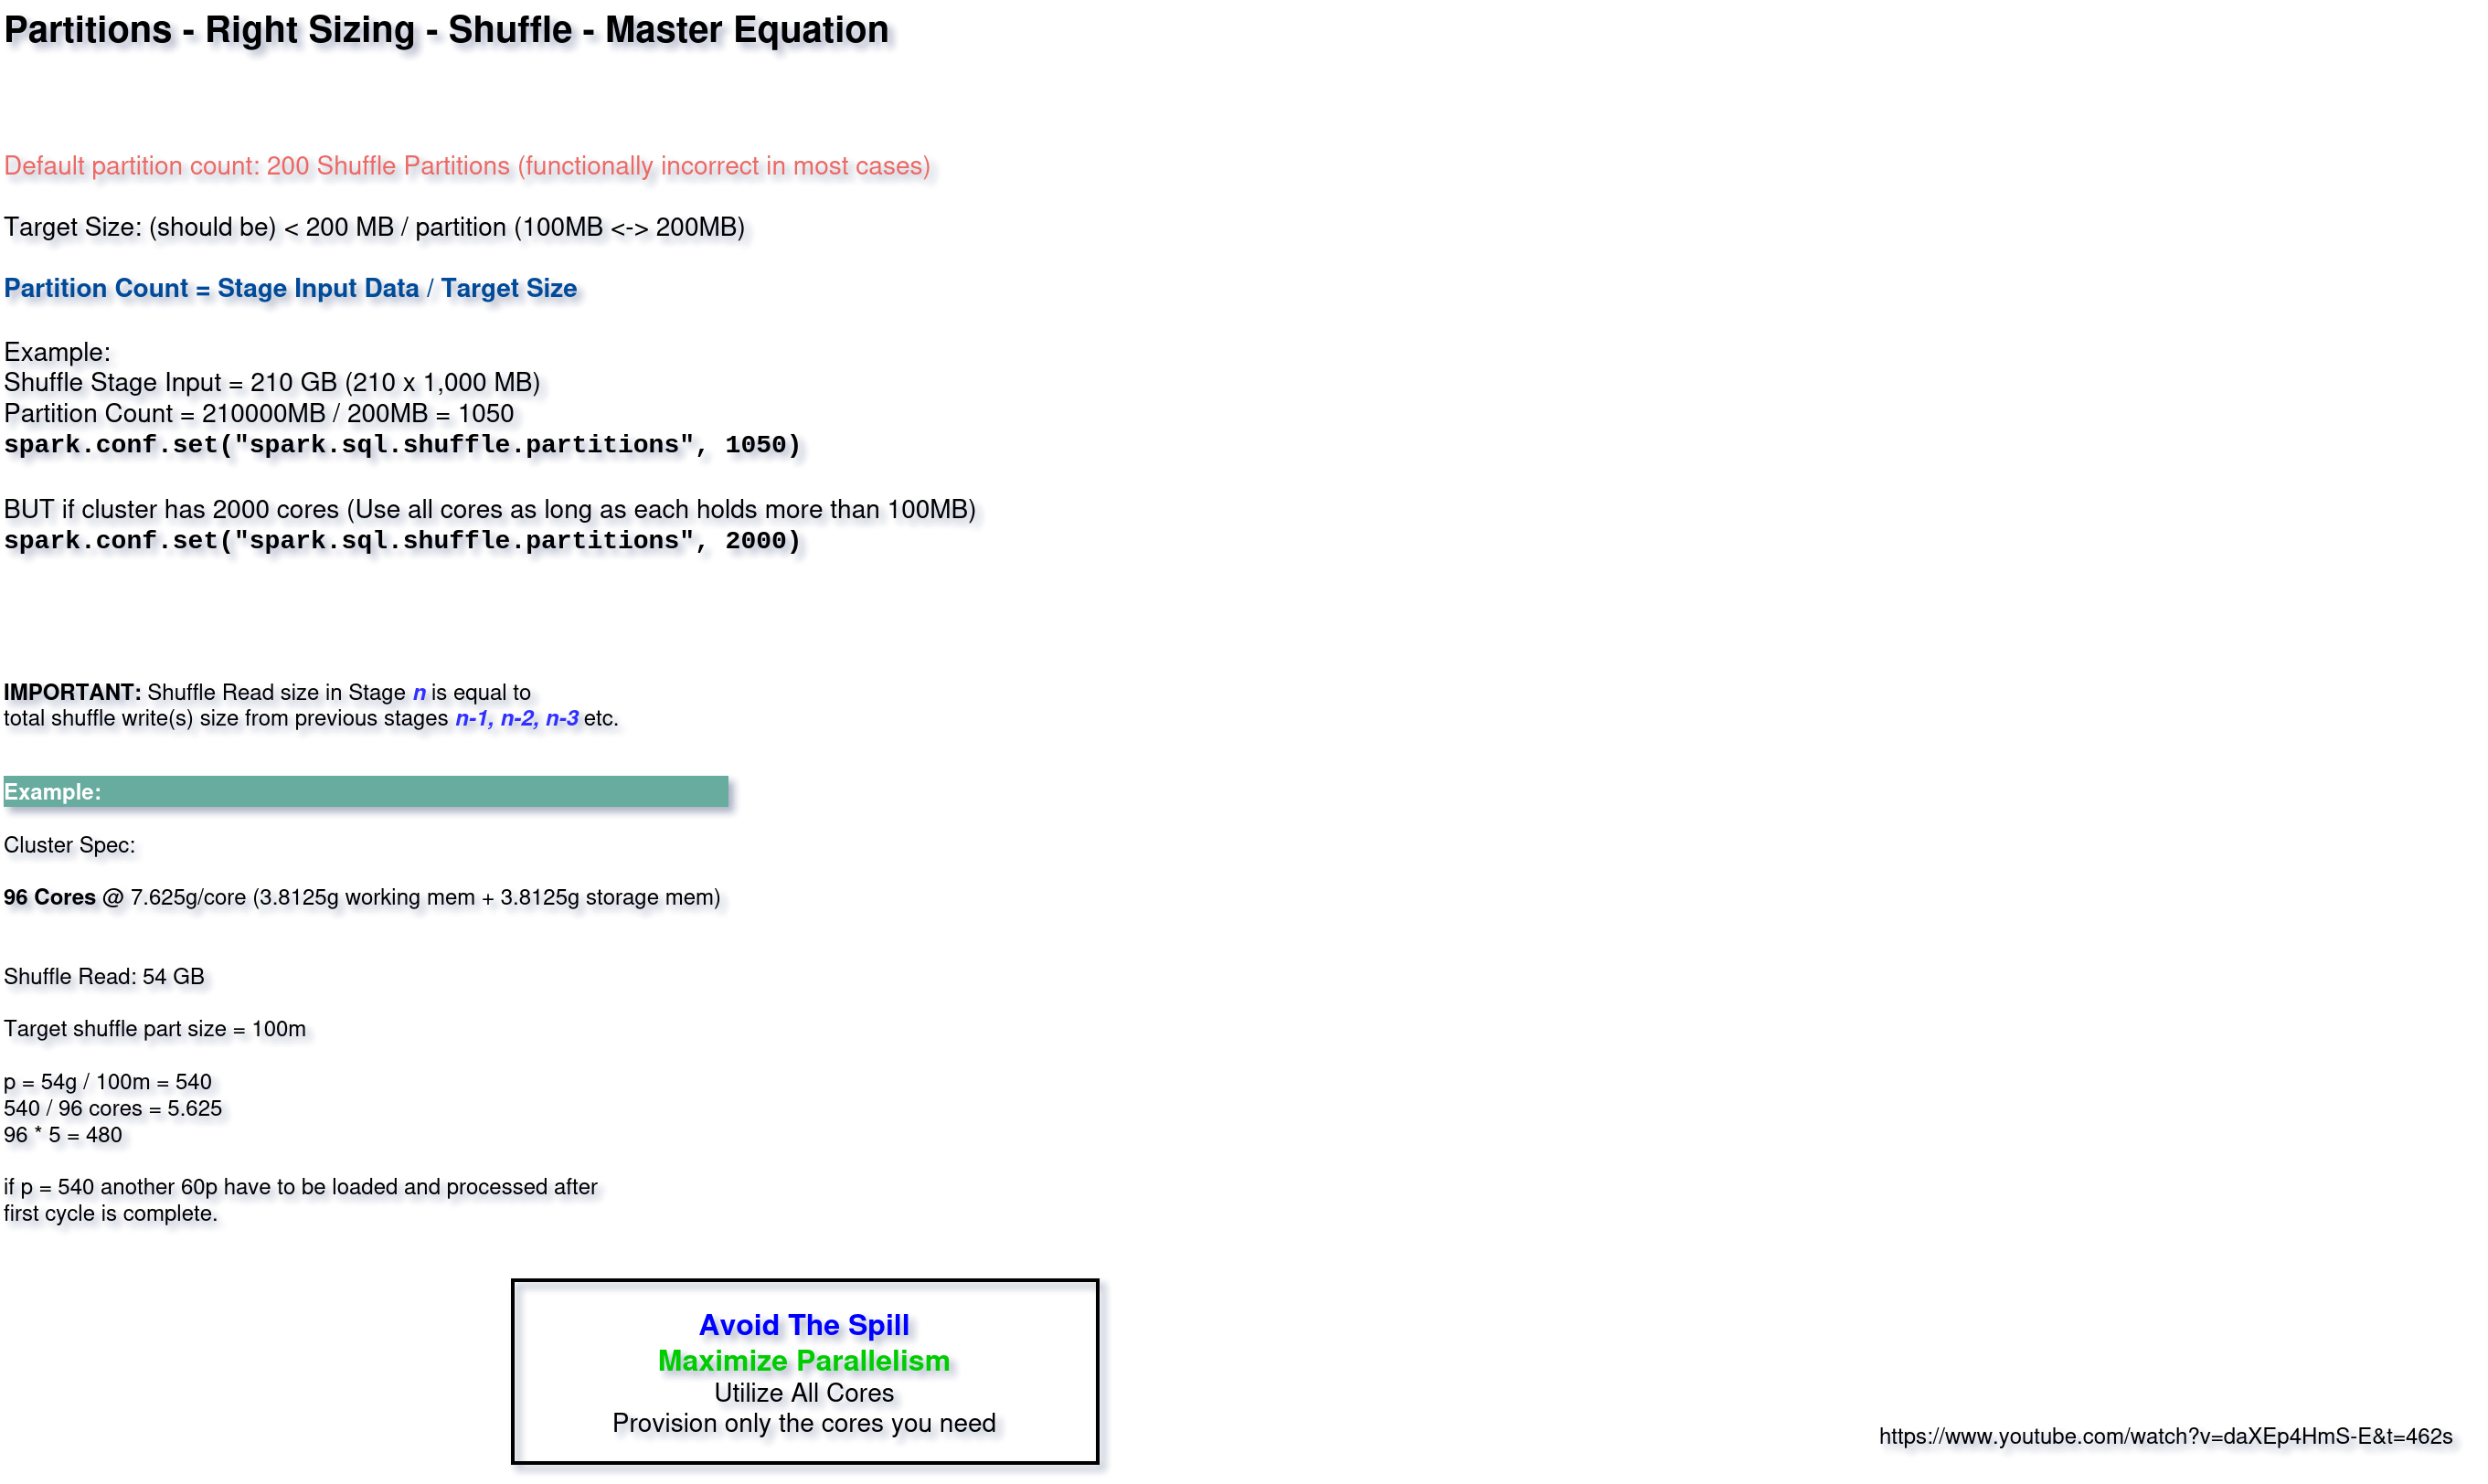 Partitions - Right Sizing - Shuffle - Master Equation
Default partition count: 200 Shuffle Partitions (functionally incorrect in most cases)
Target Size: (should be) < 200 MB / partition (100MB <-> 200MB)
Partition Count = Stage Input Data / Target Size
Example:
Shuffle Stage Input = 210 GB (210 x 1,000 MB)
Partition Count = 210000MB / 200MB = 1050
spark.conf.set("spark.sql.shuffle.partitions", 1050)
BUT if cluster has 2000 cores (Use all cores as long as each holds more than 100MB)
spark.conf.set("spark.sql.shuffle.partitions", 2000)
IMPORTANT: Shuffle Read size in Stage n is equal to
total shuffle write(s) size from previous stages n-1, n-2, n-3 etc.
Example:
Cluster Spec:
96 Cores @ 7.625g/core (3.8125g working mem + 3.8125g storage mem)
Shuffle Read: 54 GB
Target shuffle part size = 100m
p = 54g / 100m = 540
540 / 96 cores = 5.625
96 * 5 = 480
if p = 540 another 60p have to be loaded and processed after
first cycle is complete.
Avoid The Spill
Maximize Parallelism
Utilize All Cores
Provision only the cores you need
https://www.youtube.com/watch?v=daXEp4HmS-E&t=462s